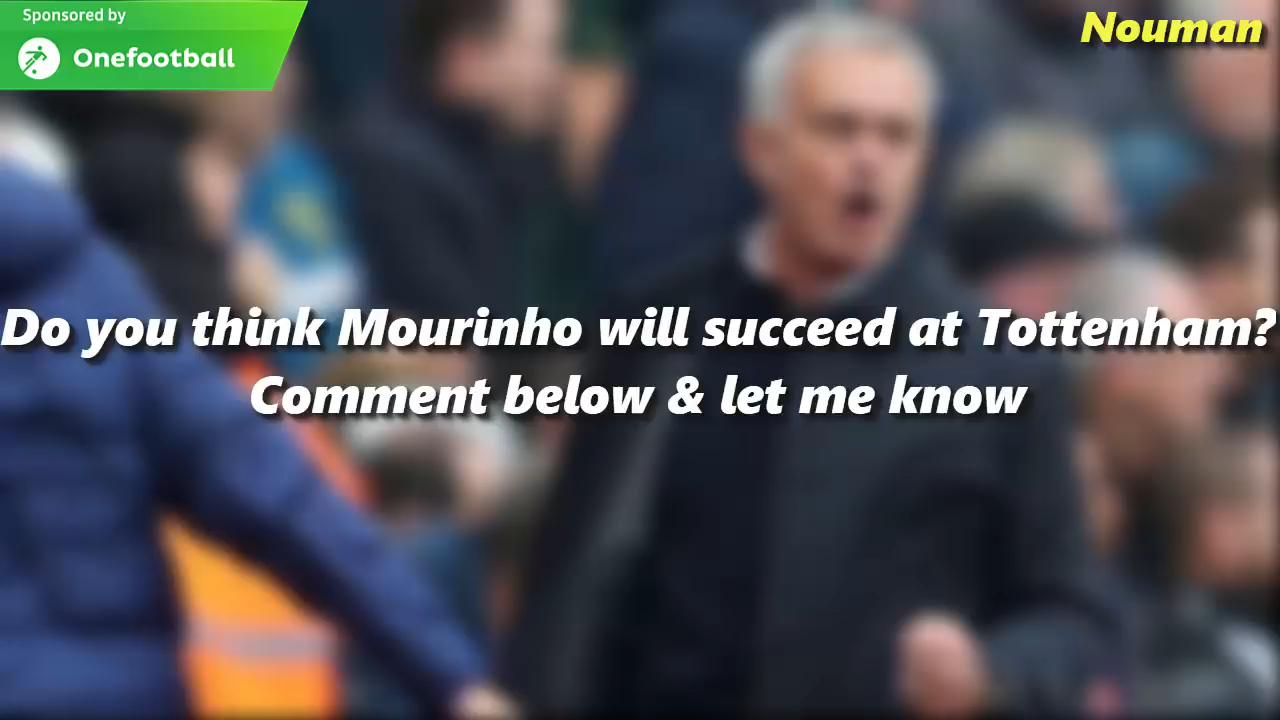 Sponsored by
Onefootball
Nouman
Do you think Mourinho will succeed at Tottenham?
Comment below & let me know